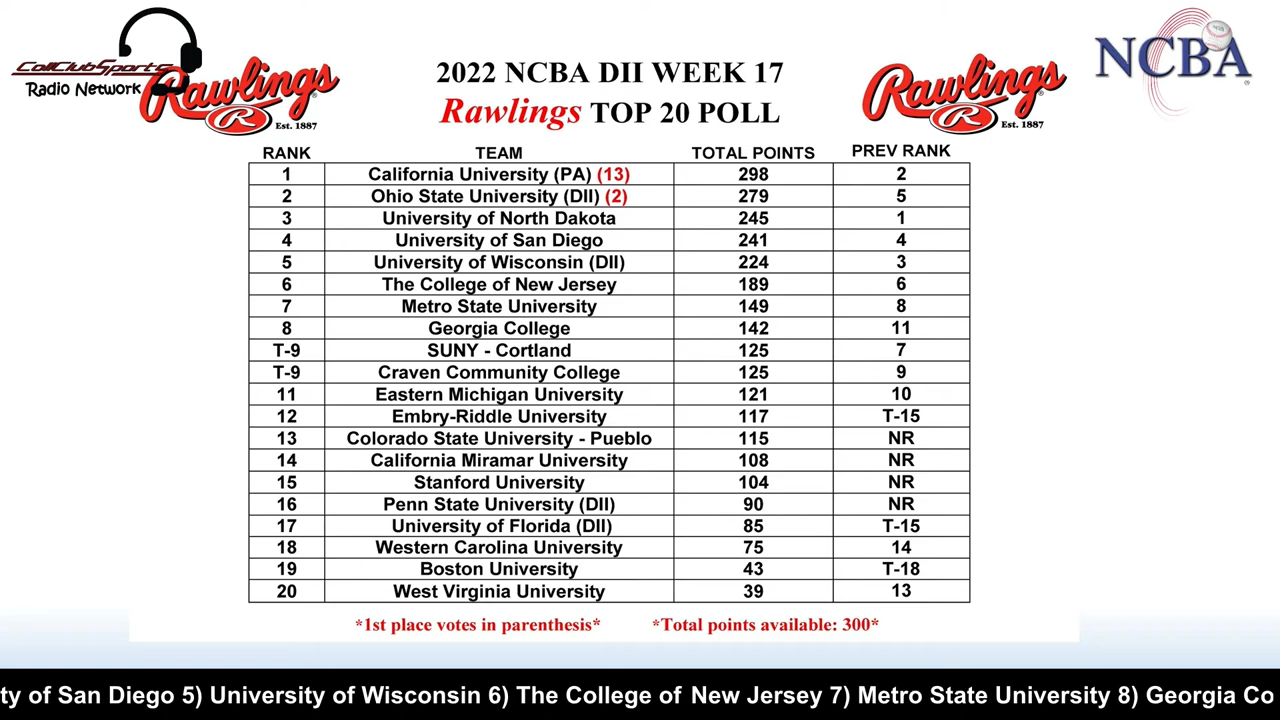 CollClubSports
Radio Network
Rawlings
R
Est. 1887
2022 NCBA DII WEEK 17
Rawlings TOP 20 POLL
Rawlings
R
Est. 1887
NCBA
RANK TEAM TOTAL POINTS PREV RANK
1 California University (PA) (13) 298 2
2 Ohio State University (DII) (2) 279 5
3 University of North Dakota 245 1
4 University of San Diego 241 4
5 University of Wisconsin (DII) 224 3
6 The College of New Jersey 189 6
7 Metro State University 149 8
8 Georgia College 142 11
T-9 SUNY - Cortland 125 7
T-9 Craven Community College 125 9
11 Eastern Michigan University 121 10
12 Embry-Riddle University 117 T-15
13 Colorado State University - Pueblo 115 NR
14 California Miramar University 108 NR
15 Stanford University 104 NR
16 Penn State University (DII) 90 NR
17 University of Florida (DII) 85 T-15
18 Western Carolina University 75 14
19 Boston University 43 T-18
20 West Virginia University 39 13
*1st place votes in parenthesis* *Total points available: 300*
ty of San Diego 5) University of Wisconsin 6) The College of New Jersey 7) Metro State University 8) Georgia Co